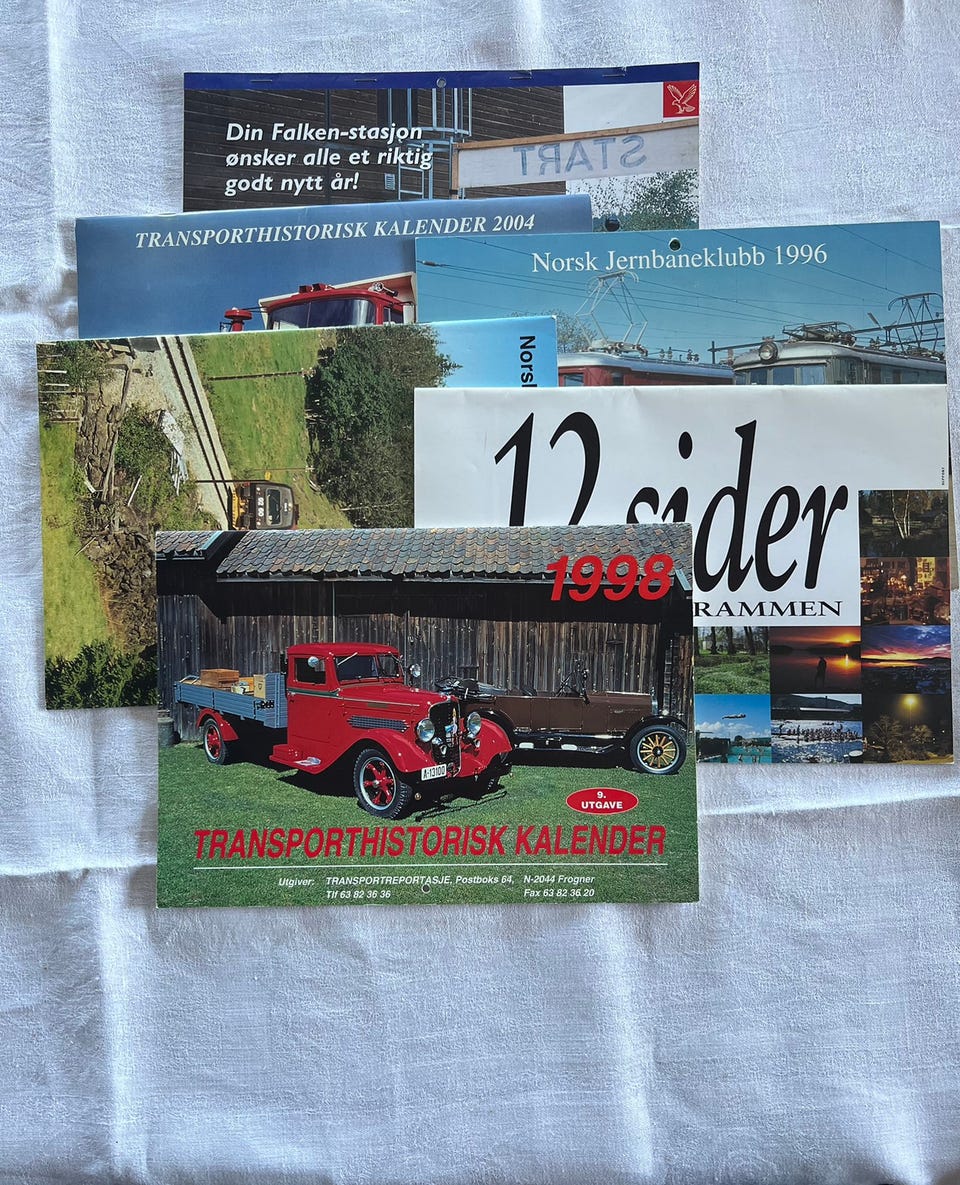 Din Falken-stasjon
ønsker alle et riktig
godt nytt år!
START
TRANSPORTHISTORISK KALENDER 2004
Norsk Jernbaneklubb 1996
12 sider
RAMMEN
1998
9.
UTGAVE
TRANSPORTHISTORISK KALENDER
Utgiver: TRANSPORTREPORTASJE, Postboks 64, N-2044 Frogner
Tlf 63 82 36 36 Fax 63 82 36 20
A-13100